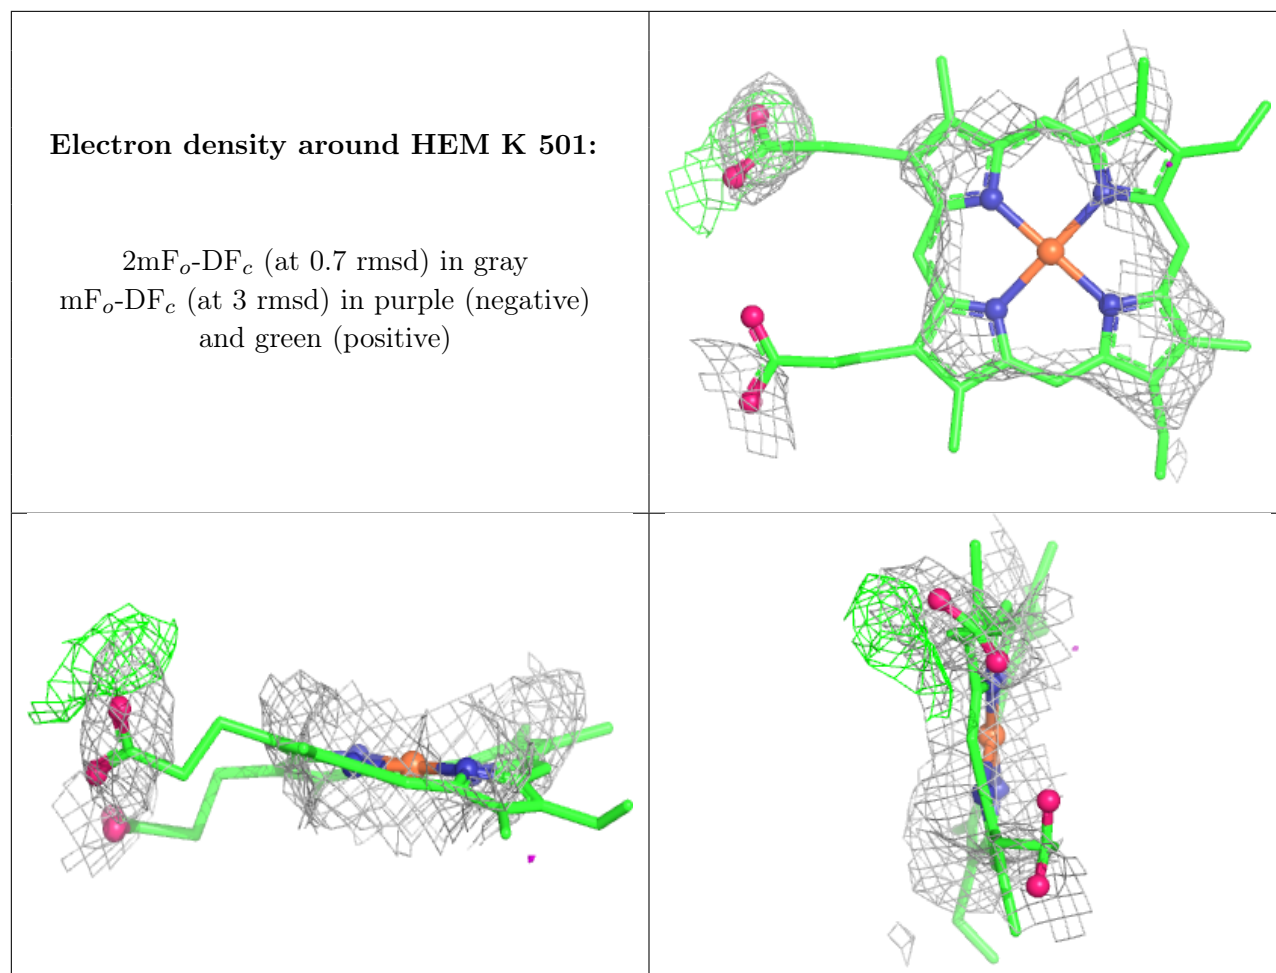 Electron density around HEM K 501:
2mFo-DFc (at 0.7 rmsd) in gray
mFo-DFc (at 3 rmsd) in purple (negative)
and green (positive)